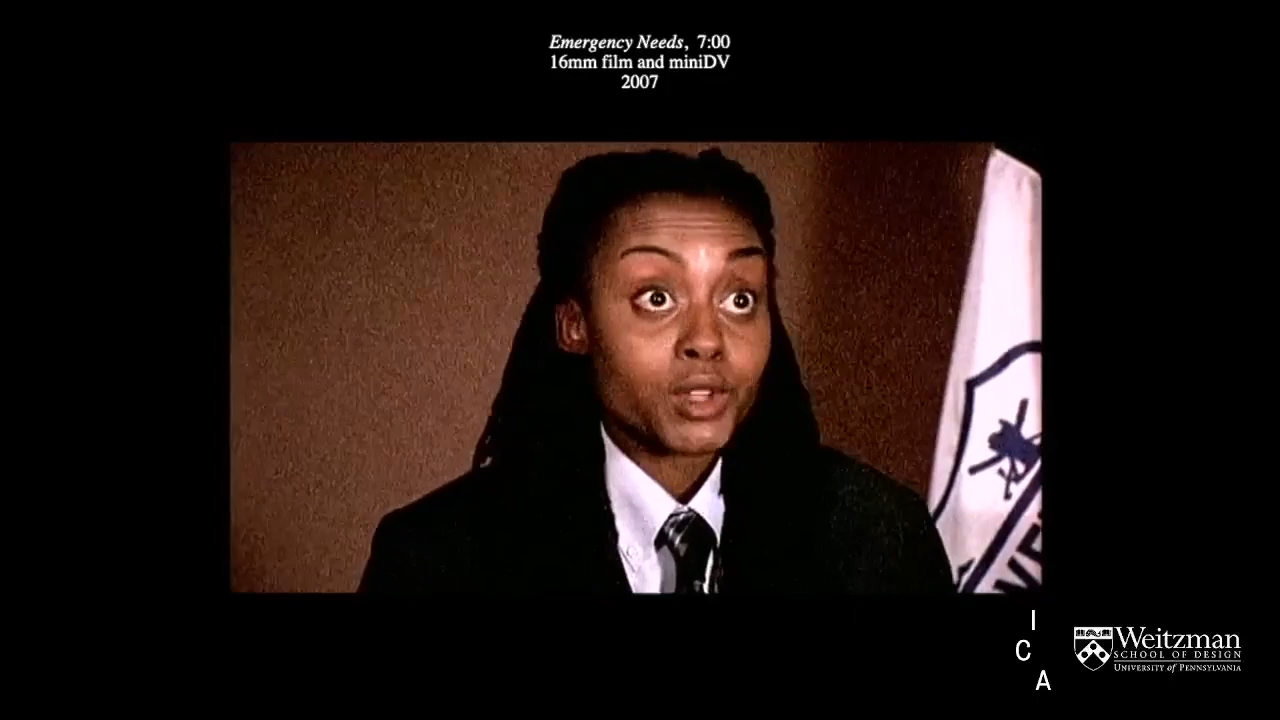 Emergency Needs, 7:00
16mm film and miniDV
2007
I
C
A
Weitzman
SCHOOL OF DESIGN
UNIVERSITY of PENNSYLVANIA